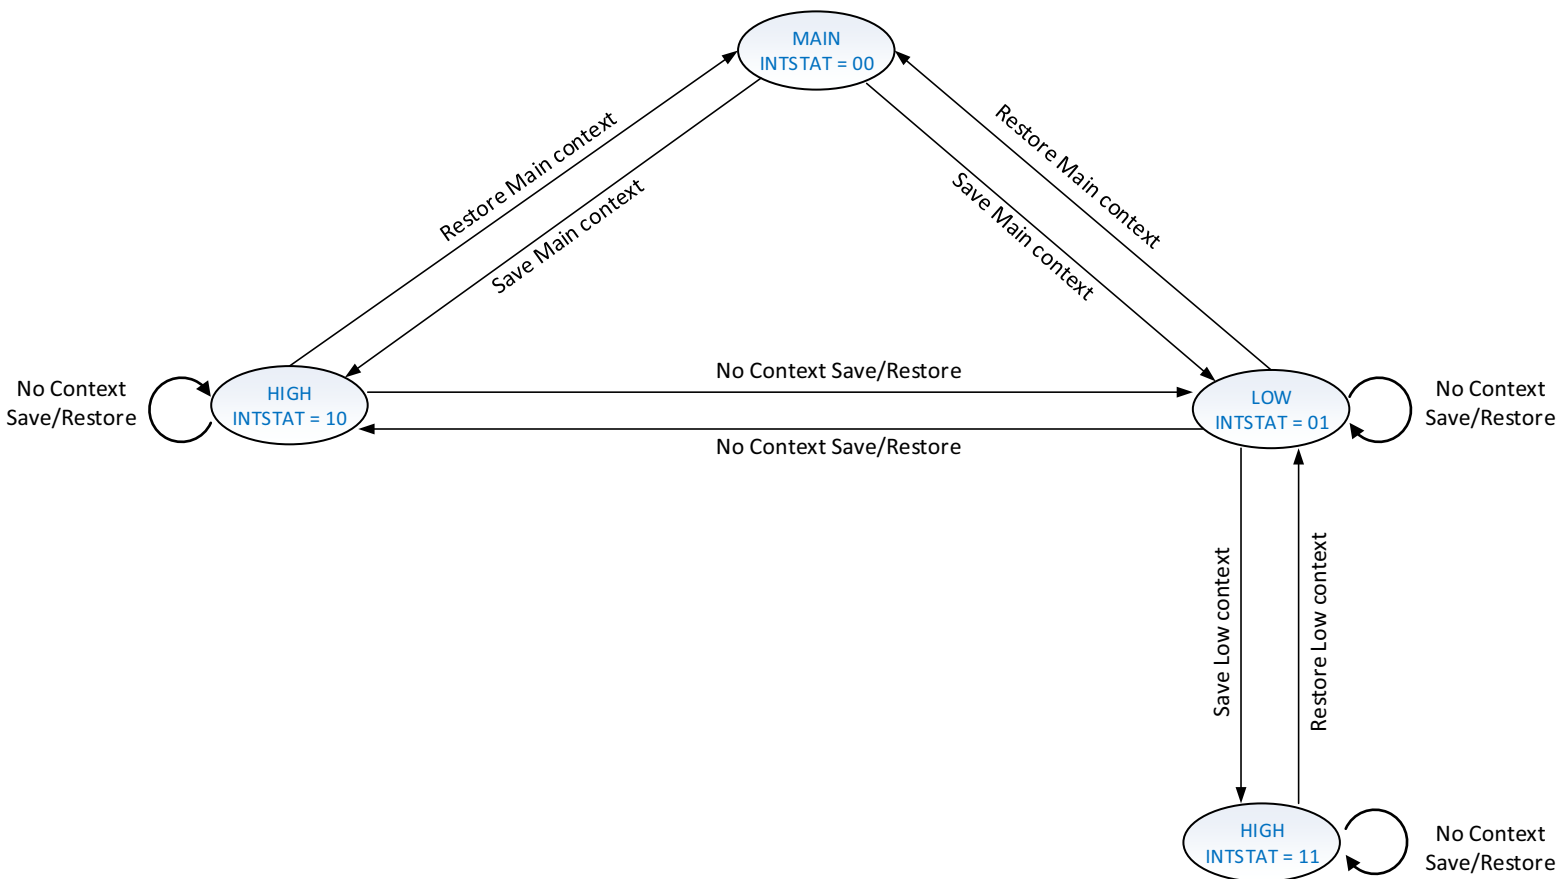 MAIN
INTSTAT = 00
Restore Main context
Save Main context
Save Main context
Restore Main context
No Context
Save/Restore
HIGH
INTSTAT = 10
No Context Save/Restore
No Context Save/Restore
LOW
INTSTAT = 01
No Context
Save/Restore
Save Low context
Restore Low context
HIGH
INTSTAT = 11
No Context
Save/Restore